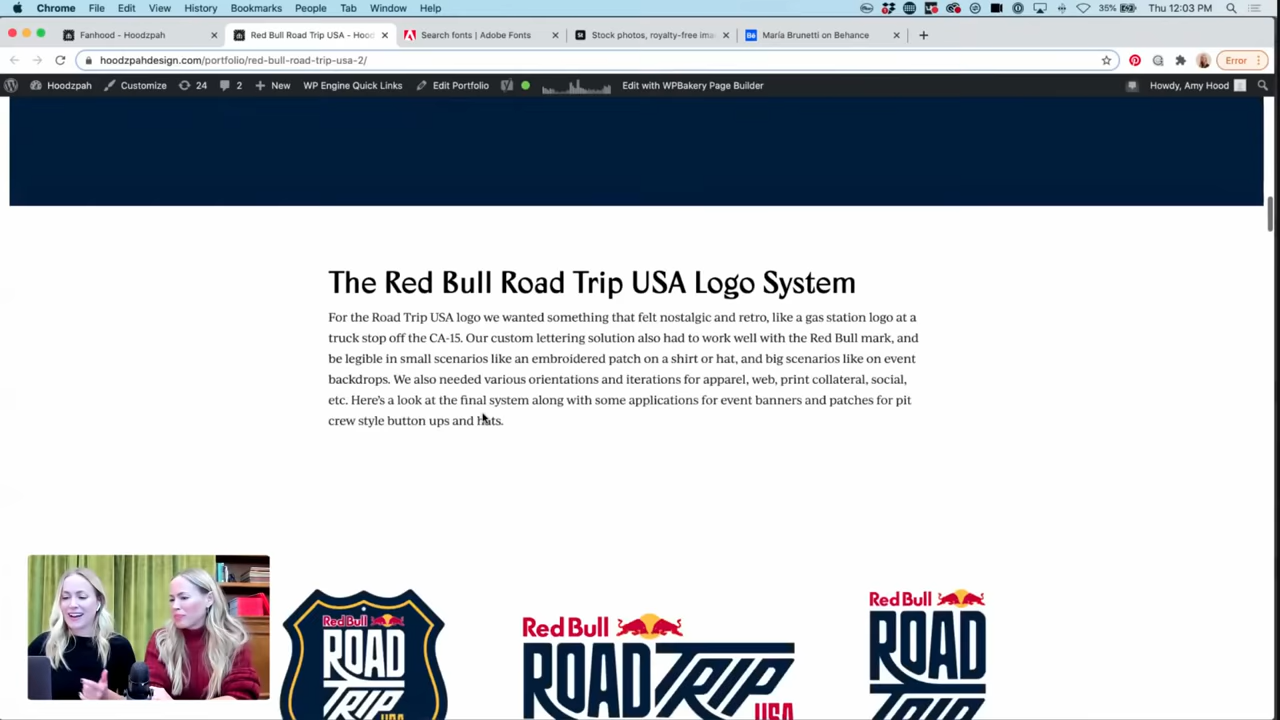 Chrome File Edit View History Bookmarks People Tab Window Help 35% Thu 12:03 PM
Fanhood - Hoodzpah Red Bull Road Trip USA - Hood Search fonts | Adobe Fonts Stock photos, royalty-free ima María Brunetti on Behance
hoodzpahdesign.com/portfolio/red-bull-road-trip-usa-2/ Error
Hoodzpah Customize 24 2 New WP Engine Quick Links Edit Portfolio Edit with WPBakery Page Builder Howdy, Amy Hood
The Red Bull Road Trip USA Logo System
For the Road Trip USA logo we wanted something that felt nostalgic and retro, like a gas station logo at a
truck stop off the CA-15. Our custom lettering solution also had to work well with the Red Bull mark, and
be legible in small scenarios like an embroidered patch on a shirt or hat, and big scenarios like on event
backdrops. We also needed various orientations and iterations for apparel, web, print collateral, social,
etc. Here's a look at the final system along with some applications for event banners and patches for pit
crew style button ups and hats.
Red Bull
ROAD
TRIP
USA
Red Bull
ROAD TRIP
USA
Red Bull
ROAD
TRIP